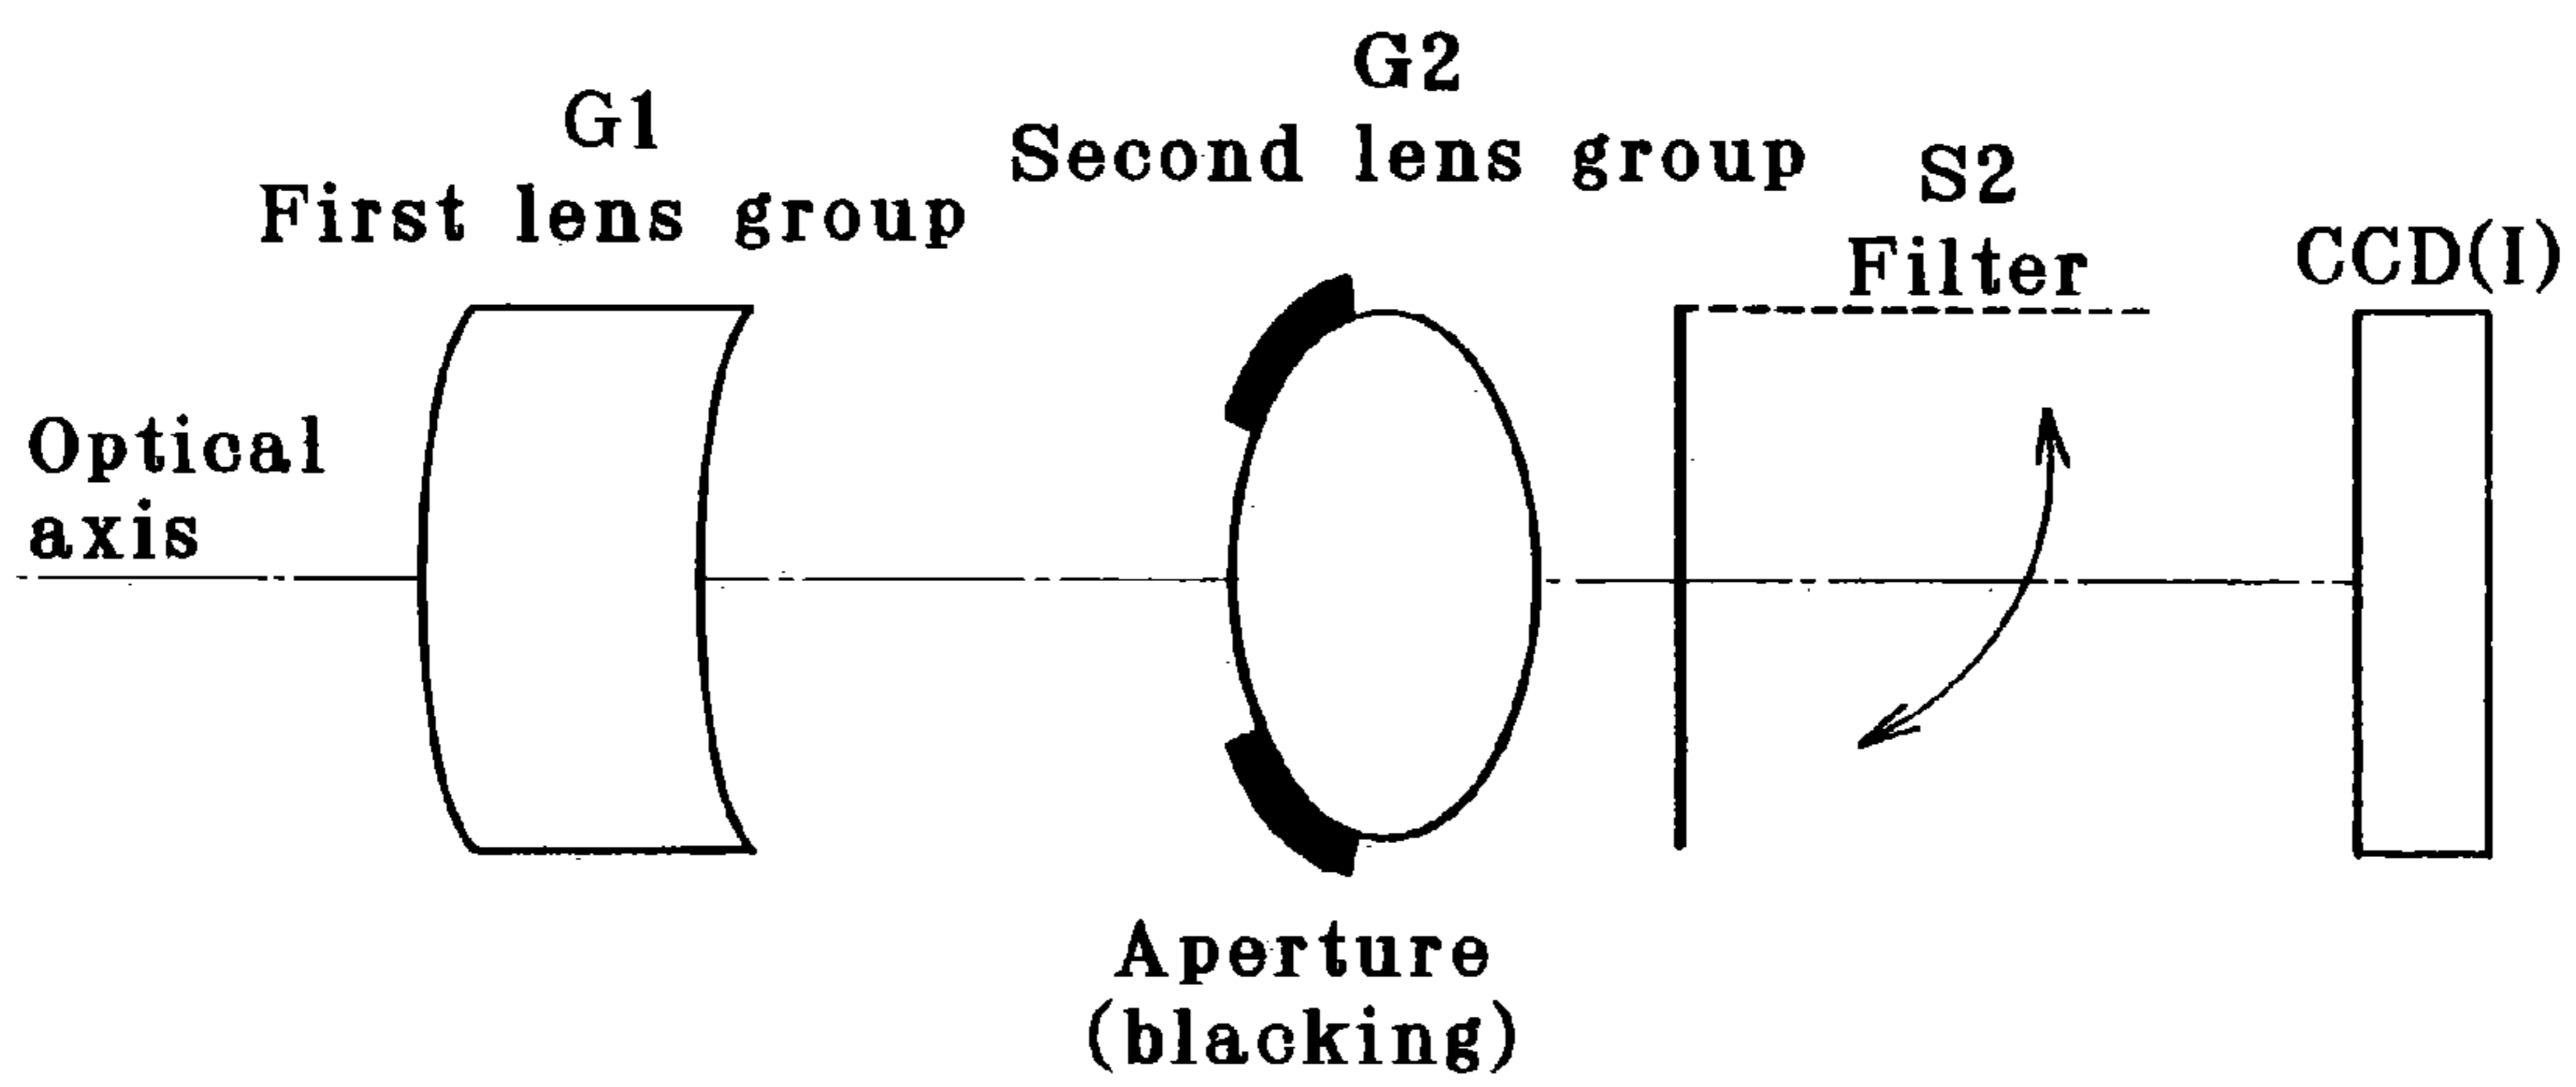 G1
First lens group
G2
Second lens group
S2
Filter
CCD(I)
Optical
axis
Aperture
(blacking)